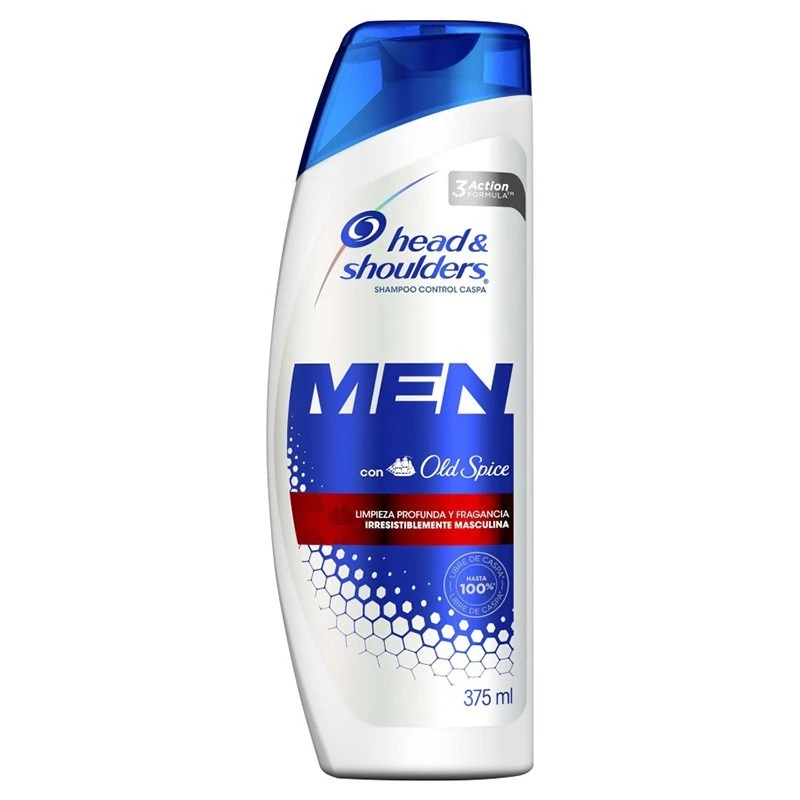 3 Action
FORMULA™
head &
shoulders®
SHAMPOO CONTROL CASPA
MEN
con Old Spice
LIMPIEZA PROFUNDA Y FRAGANCIA
IRRESISTIBLEMENTE MASCULINA
LIBRE DE CASPA*
HASTA
100%*
LIBRE DE CASPA*
375 ml